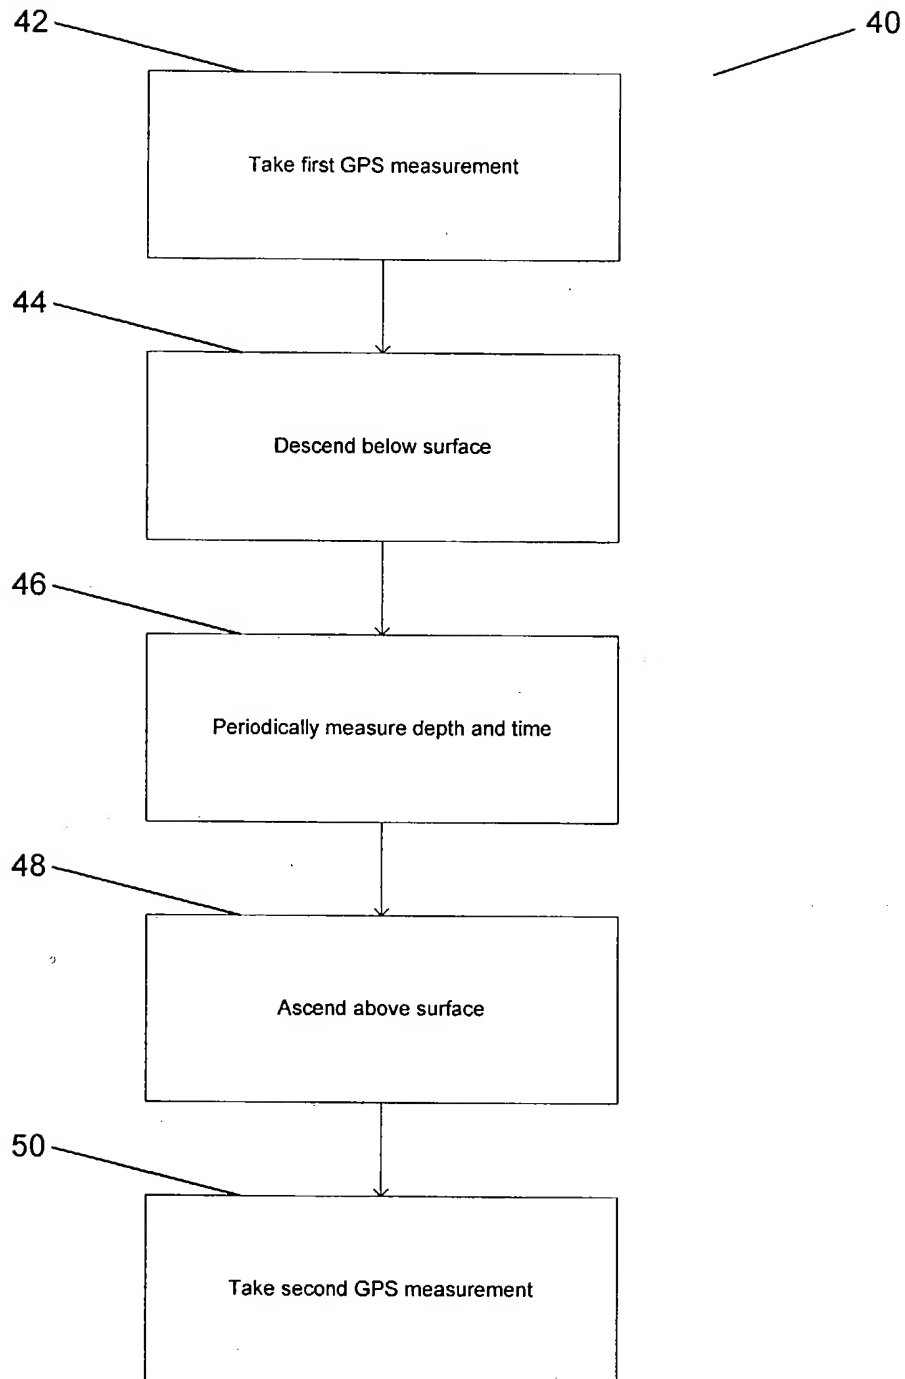 42
40
Take first GPS measurement
44
Descend below surface
46
Periodically measure depth and time
48
Ascend above surface
50
Take second GPS measurement